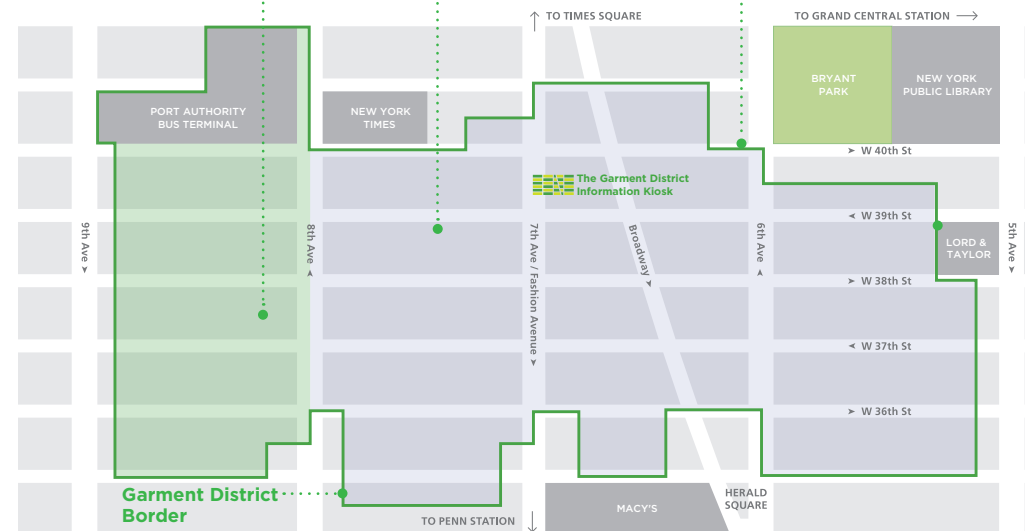 TO TIMES SQUARE
TO GRAND CENTRAL STATION
PORT AUTHORITY
BUS TERMINAL
NEW YORK
TIMES
BRYANT
PARK
NEW YORK
PUBLIC LIBRARY
W 40th St
The Garment District
Information Kiosk
W 39th St
9th Ave
8th Ave
7th Ave / Fashion Avenue
Broadway
6th Ave
LORD &
TAYLOR
5th Ave
W 38th St
W 37th St
W 36th St
Garment District
Border
TO PENN STATION
MACY'S
HERALD
SQUARE